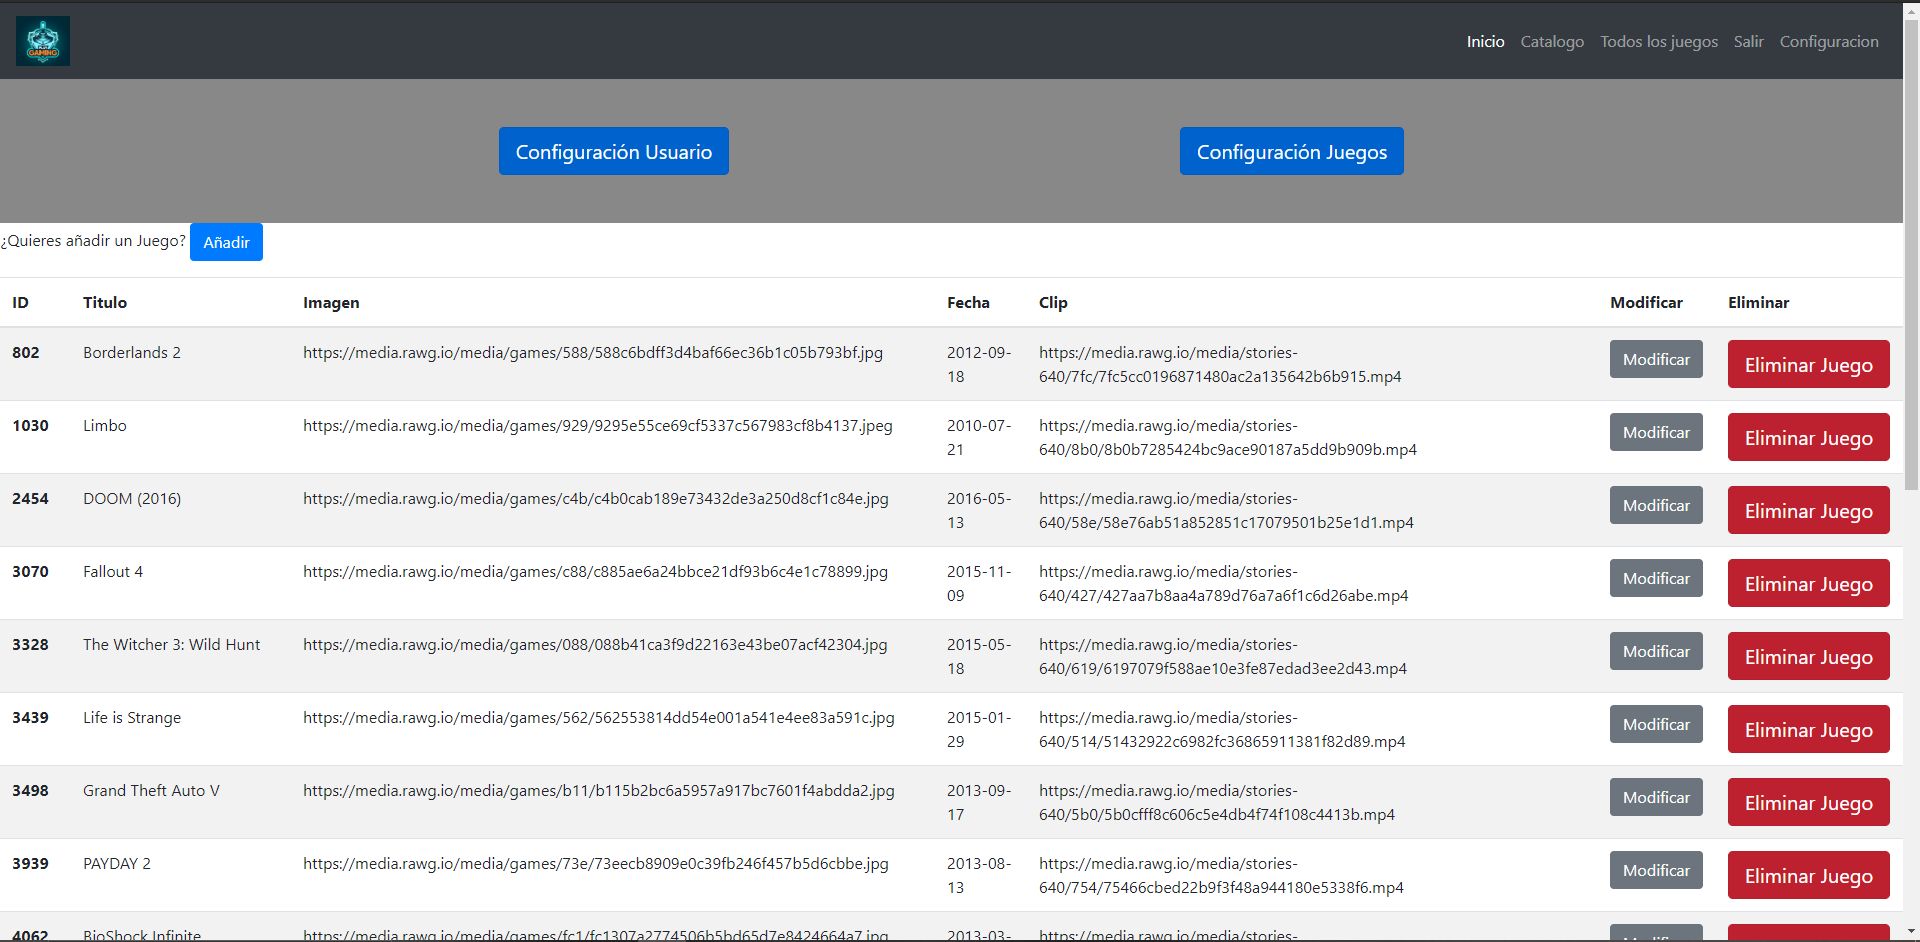 GAMING
Inicio Catalogo Todos los juegos Salir Configuracion
Configuración Usuario Configuración Juegos
¿Quieres añadir un Juego? Añadir
ID Titulo Imagen Fecha Clip Modificar Eliminar
802 Borderlands 2 https://media.rawg.io/media/games/588/588c6bdff3d4baf66ec36b1c05b793bf.jpg 2012-09- https://media.rawg.io/media/stories- Modificar Eliminar Juego
18 640/7fc/7fc5cc0196871480ac2a135642b6b915.mp4
1030 Limbo https://media.rawg.io/media/games/929/9295e55ce69cf5337c567983cf8b4137.jpeg 2010-07- https://media.rawg.io/media/stories- Modificar Eliminar Juego
21 640/8b0/8b0b7285424bc9ace90187a5dd9b909b.mp4
2454 DOOM (2016) https://media.rawg.io/media/games/c4b/c4b0cab189e73432de3a250d8cf1c84e.jpg 2016-05- https://media.rawg.io/media/stories- Modificar Eliminar Juego
13 640/58e/58e76ab51a852851c17079501b25e1d1.mp4
3070 Fallout 4 https://media.rawg.io/media/games/c88/c885ae6a24bbce21df93b6c4e1c78899.jpg 2015-11- https://media.rawg.io/media/stories- Modificar Eliminar Juego
09 640/427/427aa7b8aa4a789d76a7a6f1c6d26abe.mp4
3328 The Witcher 3: Wild Hunt https://media.rawg.io/media/games/088/088b41ca3f9d22163e43be07acf42304.jpg 2015-05- https://media.rawg.io/media/stories- Modificar Eliminar Juego
18 640/619/6197079f588ae10e3fe87edad3ee2d43.mp4
3439 Life is Strange https://media.rawg.io/media/games/562/562553814dd54e001a541e4ee83a591c.jpg 2015-01- https://media.rawg.io/media/stories- Modificar Eliminar Juego
29 640/514/51432922c6982fc36865911381f82d89.mp4
3498 Grand Theft Auto V https://media.rawg.io/media/games/b11/b115b2bc6a5957a917bc7601f4abdda2.jpg 2013-09- https://media.rawg.io/media/stories- Modificar Eliminar Juego
17 640/5b0/5b0cfff8c606c5e4db4f74f108c4413b.mp4
3939 PAYDAY 2 https://media.rawg.io/media/games/73e/73eecb8909e0c39fb246f457b5d6cbbe.jpg 2013-08- https://media.rawg.io/media/stories- Modificar Eliminar Juego
13 640/754/75466cbed22b9f3f48a944180e5338f6.mp4
4062 BioShock Infinite https://media.rawg.io/media/games/fc1/fc1307a2774506b5bd65d7e8424664a7.jpg 2013-03- https://media.rawg.io/media/stories-